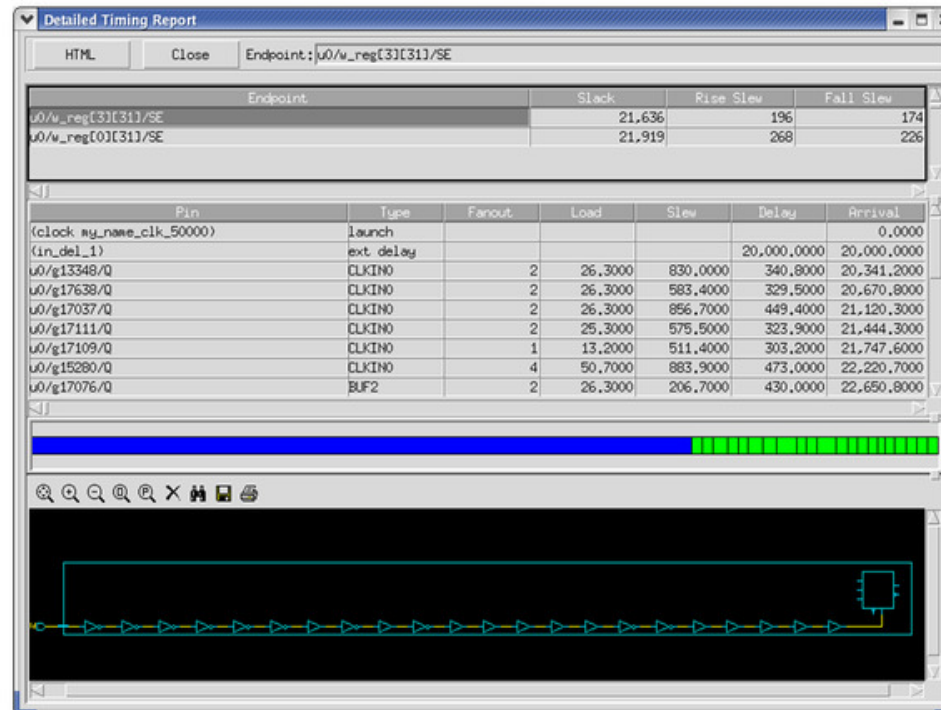 Detailed Timing Report
HTML Close Endpoint: u0/w_reg[3][31]/SE
Endpoint Slack Rise Slew Fall Slew
u0/w_reg[3][31]/SE 21,636 196 174
u0/w_reg[0][31]/SE 21,919 268 226
Pin Type Fanout Load Slew Delay Arrival
(clock my_name_clk_50000) launch 0.0000
(in_del_1) ext delay 20,000.0000 20,000.0000
u0/g13348/Q CLKIN0 2 26.3000 830.0000 340.8000 20,341.2000
u0/g17638/Q CLKIN0 2 26.3000 583.4000 329.5000 20,670.8000
u0/g17037/Q CLKIN0 2 26.3000 856.7000 449.4000 21,120.3000
u0/g17111/Q CLKIN0 2 25.3000 575.5000 323.9000 21,444.3000
u0/g17109/Q CLKIN0 1 13.2000 511.4000 303.2000 21,747.6000
u0/g15280/Q CLKIN0 4 50.7000 883.9000 473.0000 22,220.7000
u0/g17076/Q BUF2 2 26.3000 206.7000 430.0000 22,650.8000